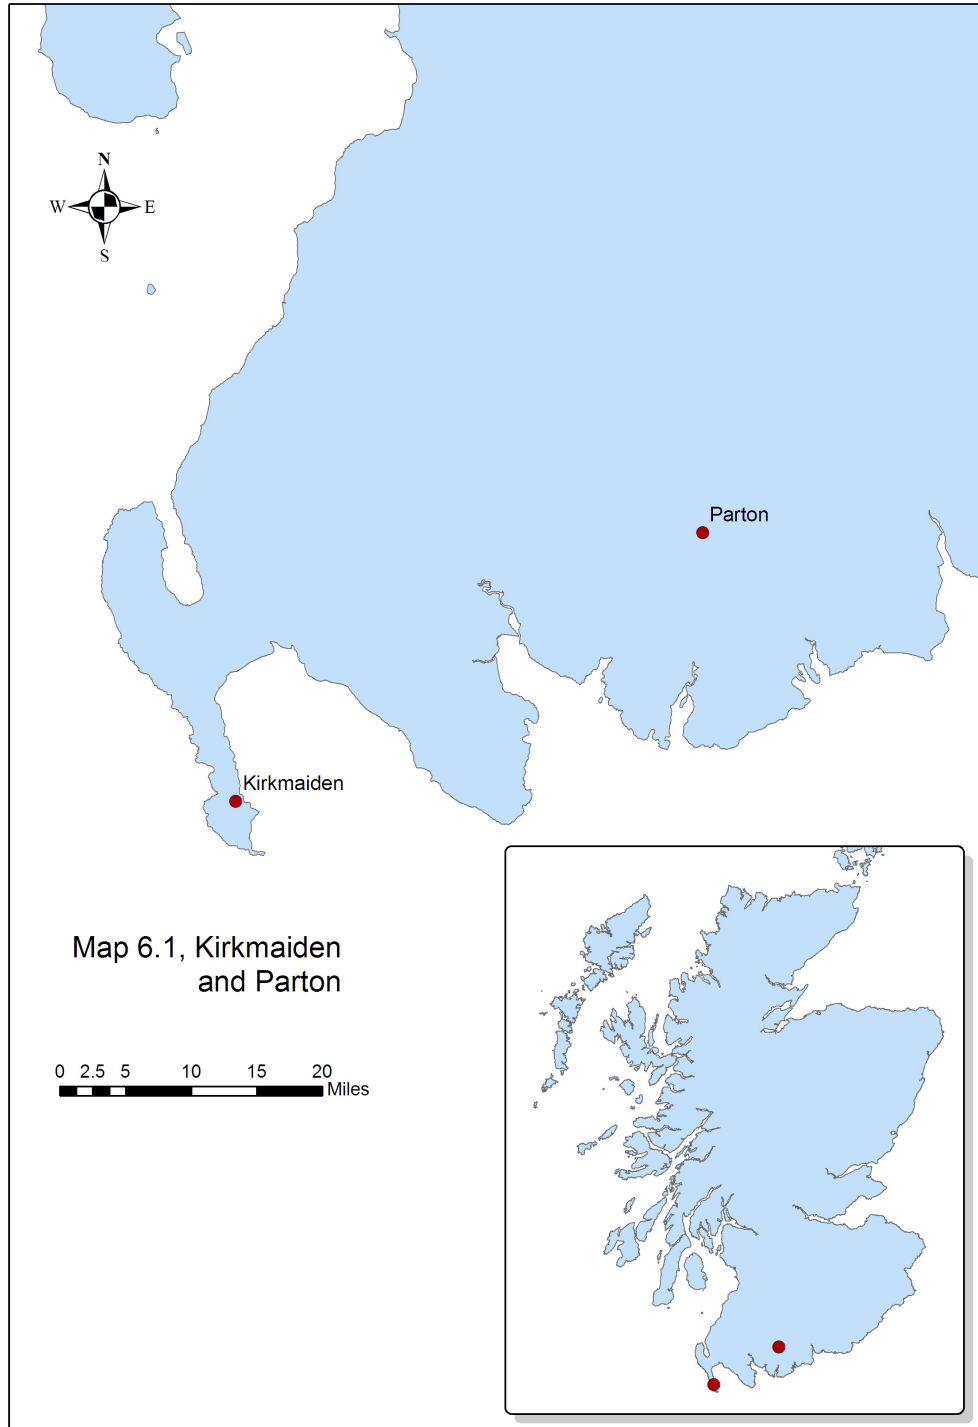 N
W E
S
Parton
Kirkmaiden
Map 6.1, Kirkmaiden
and Parton
0 2.5 5 10 15 20
Miles